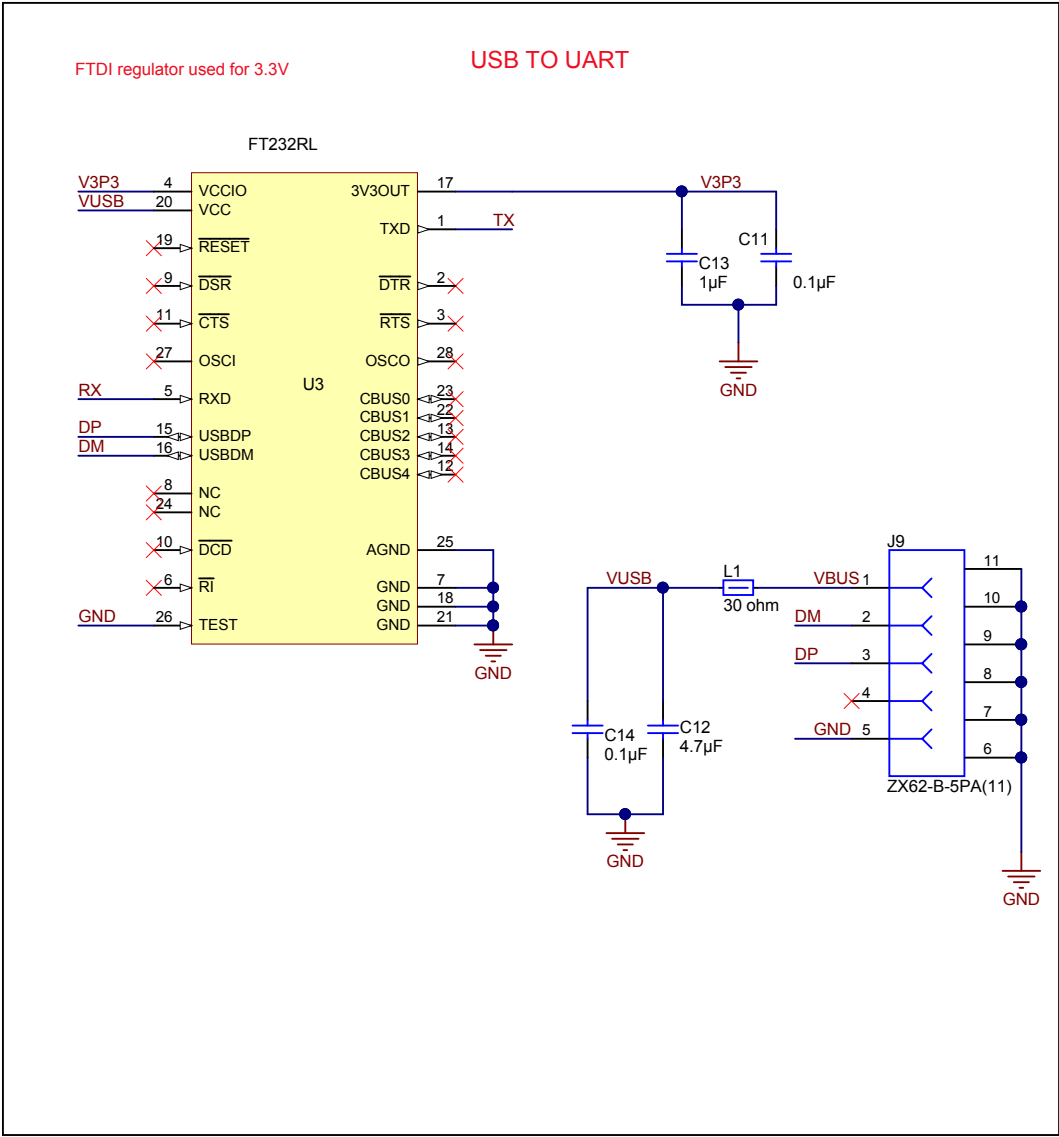 USB TO UART
FTDI regulator used for 3.3V
FT232RL
V3P3 4 VCCIO 3V3OUT 17 V3P3
VUSB 20 VCC
TXD 1 TX
19 RESET
C11
0.1µF
C13
1µF
9 DSR DTR 2
11 CTS RTS 3
27 OSCI OSCO 28
GND
U3
RX 5 RXD CBUS0 23
CBUS1 22
DP 15 USBDP CBUS2 13
DM 16 USBDM CBUS3 14
CBUS4 12
8 NC
24 NC
10 DCD AGND 25
6 RI GND 7
GND 18
GND 26 TEST GND 21
GND
J9
VUSB L1 VBUS 1 11
30 ohm
DM 2 10
DP 3 9
4 8
GND 5 7
6
C14
0.1µF
C12
4.7µF
ZX62-B-5PA(11)
GND
GND